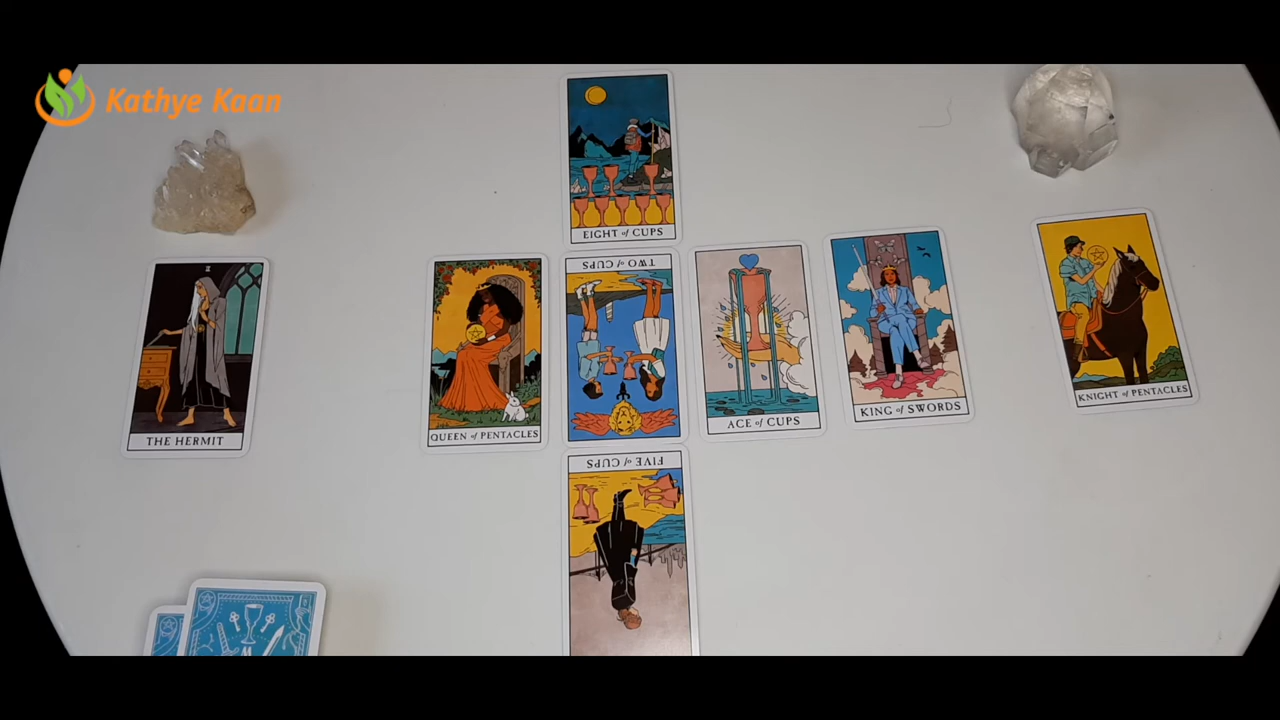 Kathye Kaan
EIGHT of CUPS
TWO of CUPS
THE HERMIT
QUEEN of PENTACLES
ACE of CUPS
KING of SWORDS
KNIGHT of PENTACLES
FIVE of CUPS